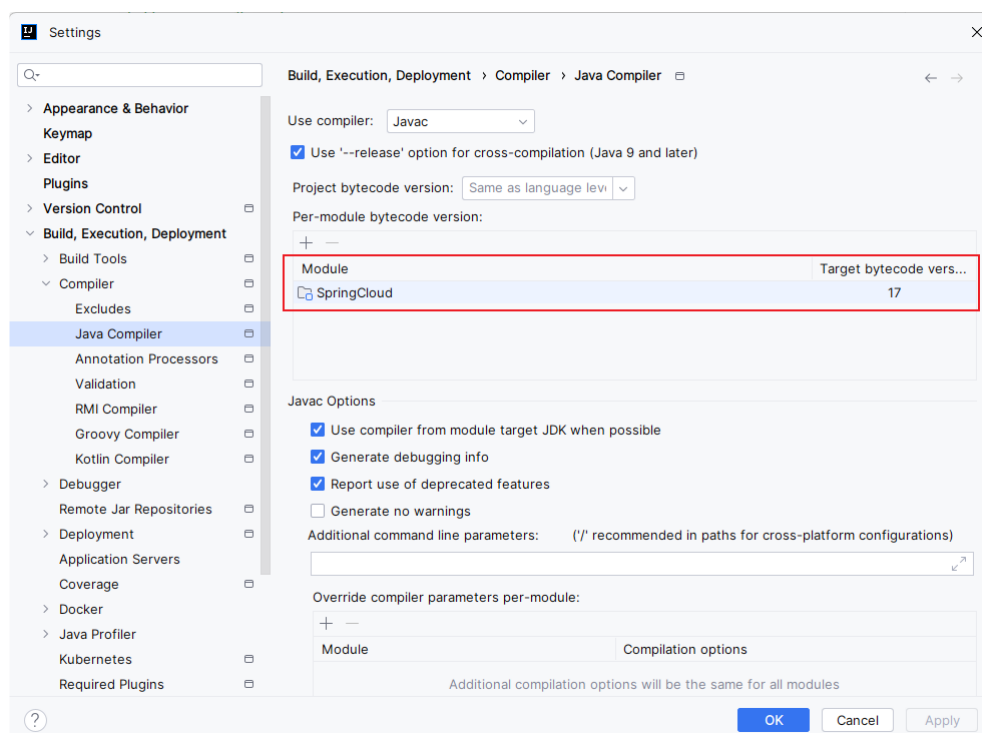 Settings
Build, Execution, Deployment › Compiler › Java Compiler
Appearance & Behavior
Keymap
Editor
Plugins
Version Control
Build, Execution, Deployment
Build Tools
Compiler
Excludes
Java Compiler
Annotation Processors
Validation
RMI Compiler
Groovy Compiler
Kotlin Compiler
Debugger
Remote Jar Repositories
Deployment
Application Servers
Coverage
Docker
Java Profiler
Kubernetes
Required Plugins
Use compiler: Javac
Use '--release' option for cross-compilation (Java 9 and later)
Project bytecode version: Same as language leve
Per-module bytecode version:
Module Target bytecode vers...
SpringCloud 17
Javac Options
Use compiler from module target JDK when possible
Generate debugging info
Report use of deprecated features
Generate no warnings
Additional command line parameters: ('/' recommended in paths for cross-platform configurations)
Override compiler parameters per-module:
Module Compilation options
Additional compilation options will be the same for all modules
? OK Cancel Apply